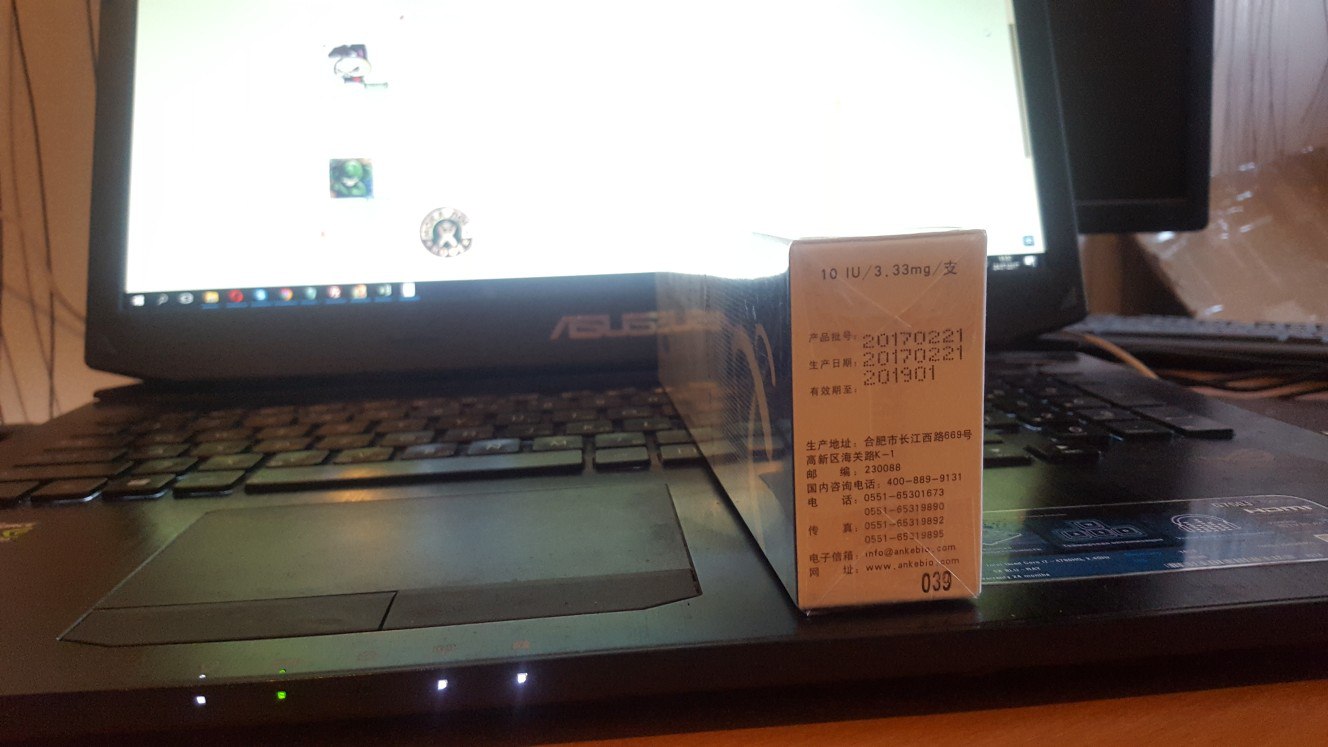 ASUS
10 IU/3.33mg/支
产品批号: 20170221
生产日期: 20170221
有效期至: 201901
生产地址: 合肥市长江西路669号
高新区海关路K-1
邮 编: 230088
国内咨询电话: 400-869-9131
电 话: 0551-65301673
0551-65319890
传 真: 0551-65319892
0551-65319895
电子信箱: info@ankebio.com
网 址: www.ankebio.com
039
HDMI